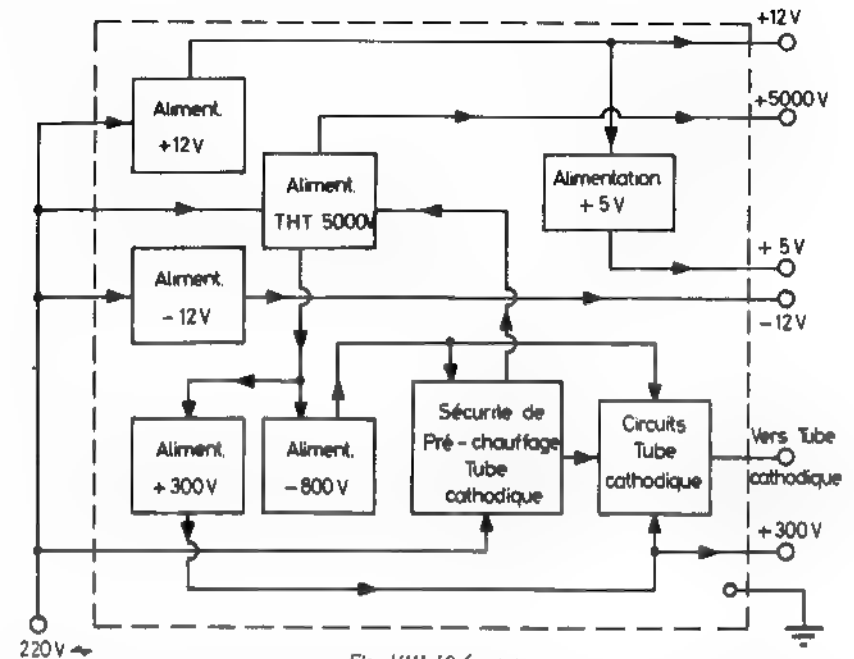 +12V
+5000V
Aliment.
+12V
Aliment.
THT 5000V
Alimentation
+5V
+ 5V
-12V
Aliment.
-12V
Aliment.
+300V
Aliment.
-800V
Sécurité de
Pré-chauffage
Tube
cathodique
Circuits
Tube
cathodique
Vers Tube
cathodique
+300V
220V